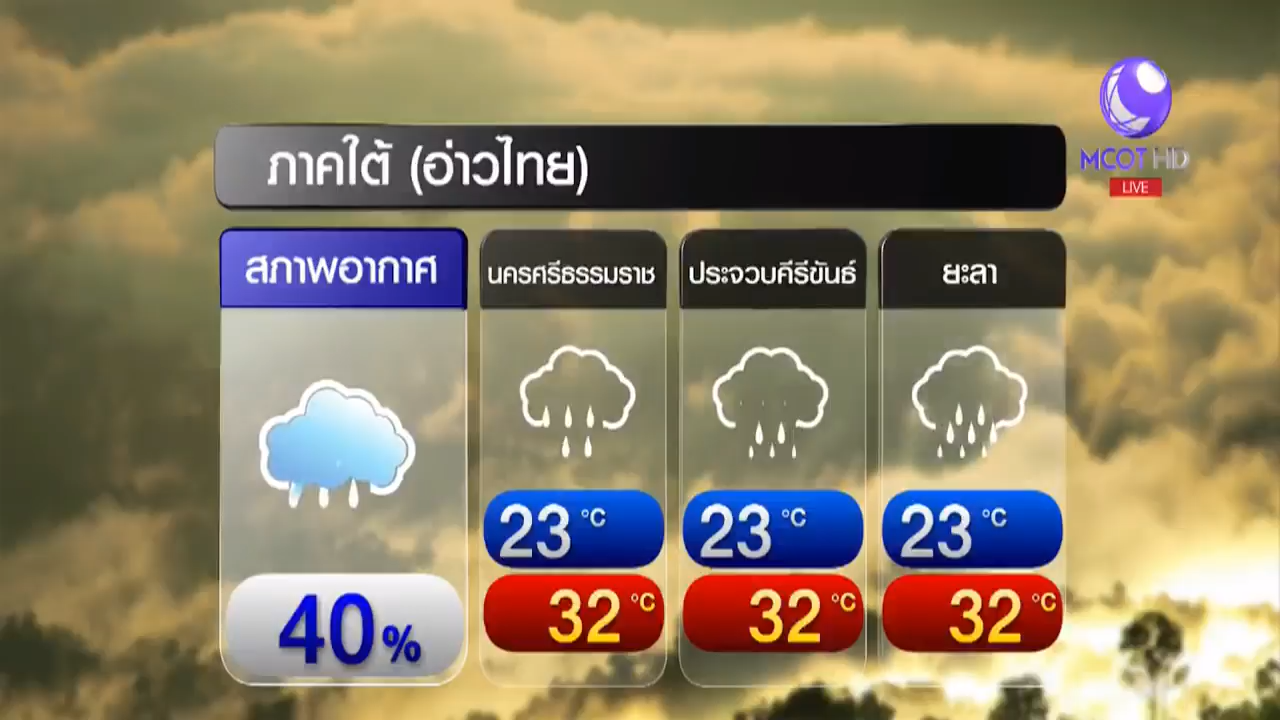 ภาคใต้ (อ่าวไทย)
MCOT HD
LIVE
สภาพอากาศ
นครศรีธรรมราช
ประจวบคีรีขันธ์
ยะลา
23 °C
23 °C
23 °C
40%
32 °C
32 °C
32 °C